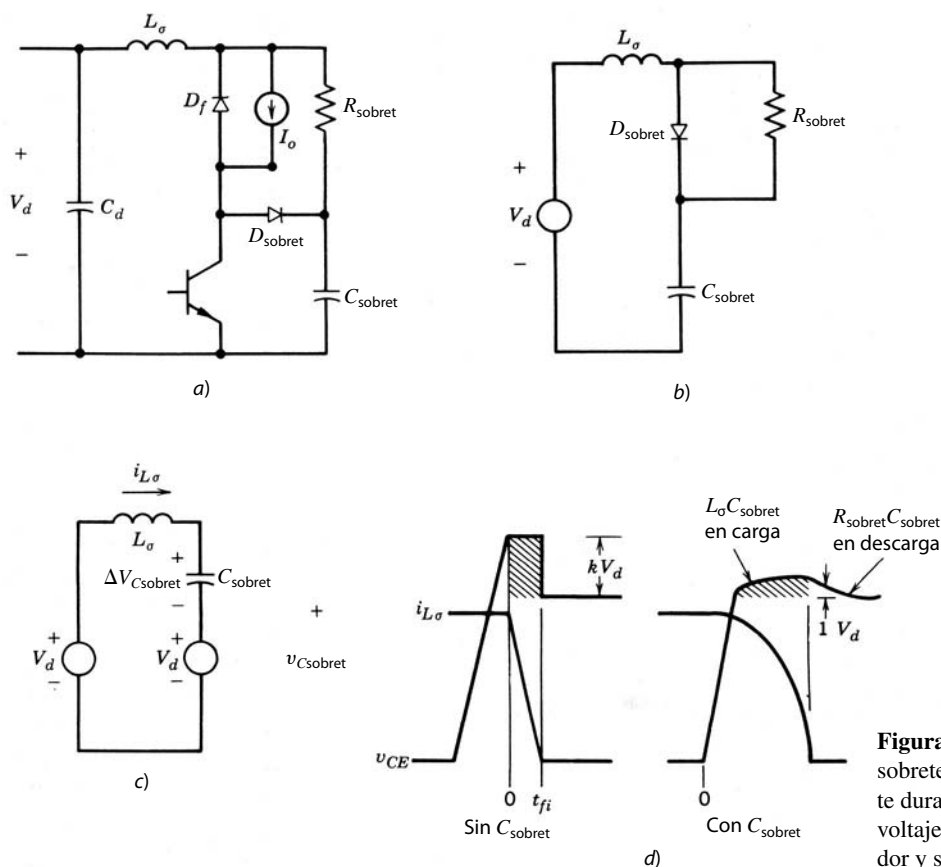 L_σ
D_f
I_o
R_sobret
+
V_d
−
C_d
D_sobret
C_sobret
a)
L_σ
D_sobret
R_sobret
+
V_d
−
C_sobret
b)
i_Lσ
L_σ
+
ΔV_Csobret
C_sobret
−
+
V_d
−
+
V_d
−
+
v_Csobret
c)
kV_d
i_Lσ
v_CE
0
t_fi
Sin C_sobret
L_σC_sobret
en carga
R_sobretC_sobret
en descarga
1 V_d
0
Con C_sobret
d)
Figura
sobrete
te dura
voltaje
dor y s